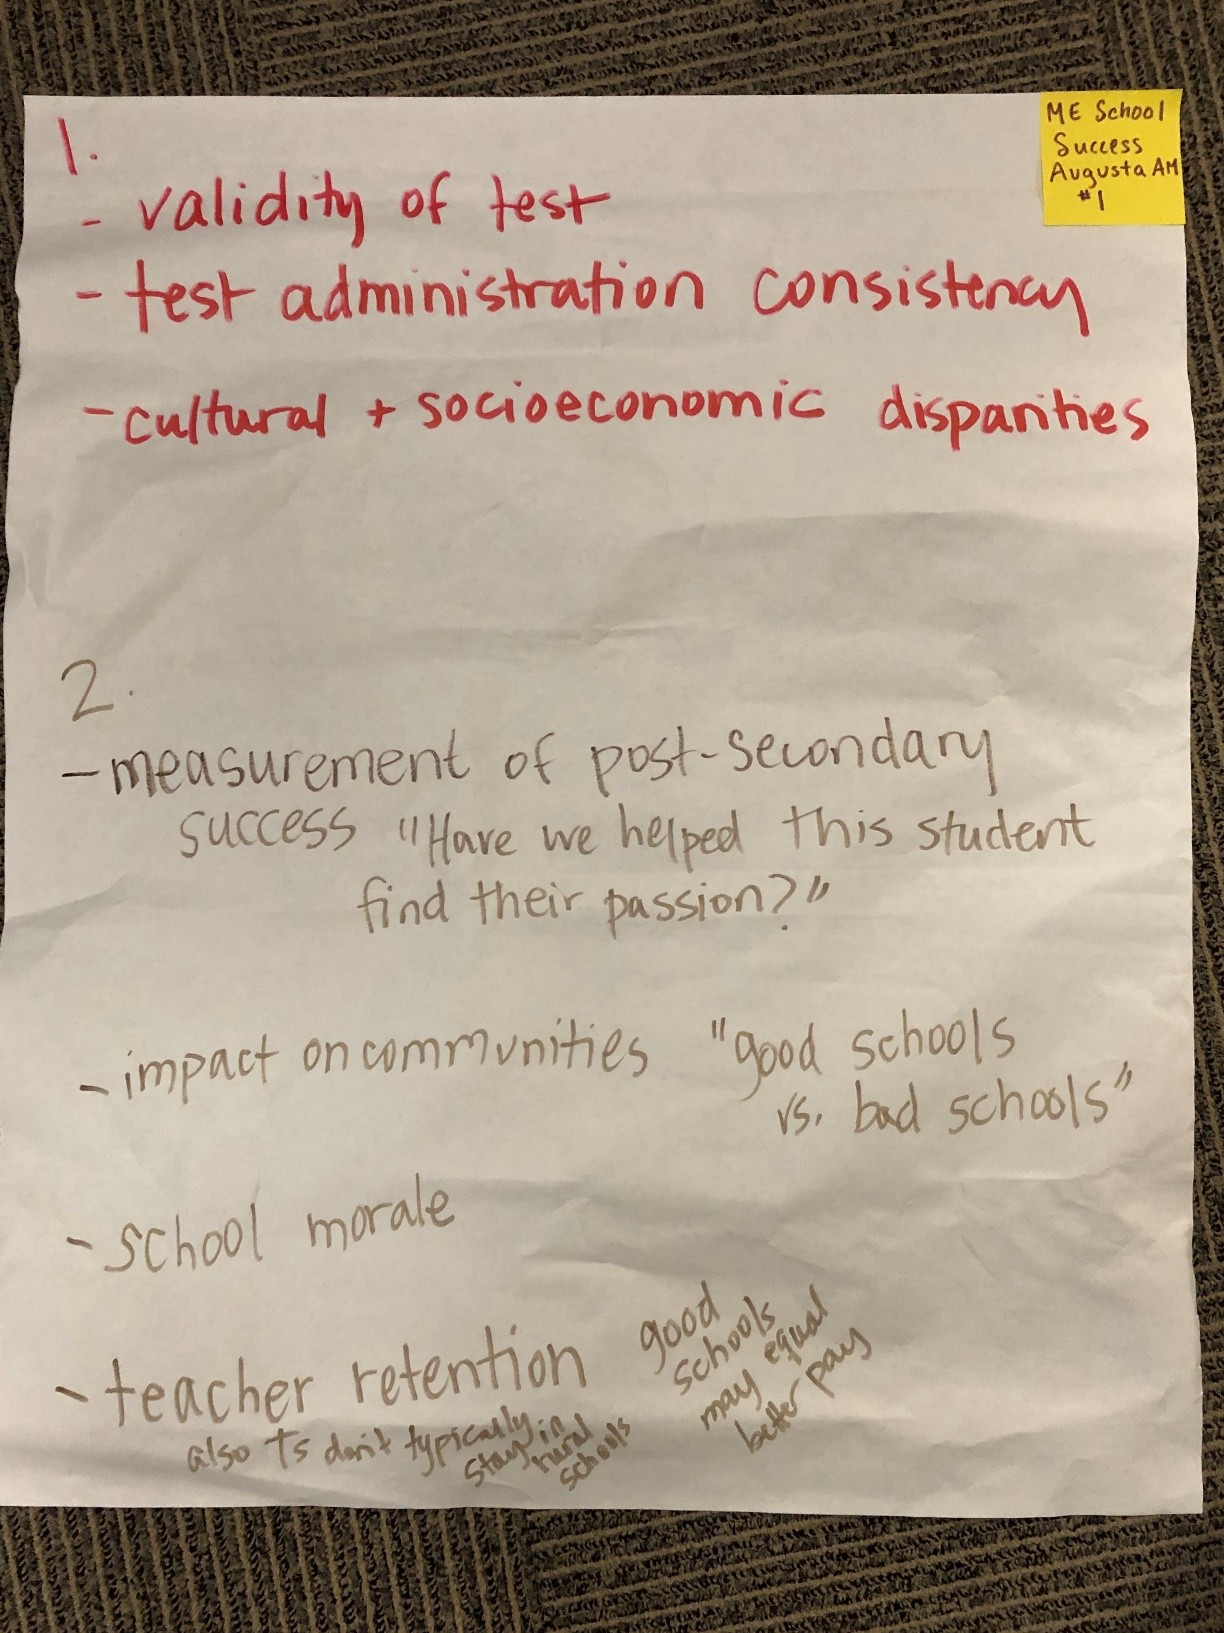 ME School
Success
Augusta AM
#1
1.
- validity of test
- test administration consistency
- cultural + socioeconomic disparities
2.
- measurement of post-secondary
success "Have we helped this student
find their passion?"
- impact on communities "good schools
vs. bad schools"
- school morale
- teacher retention
also Ts don't typically
stay in
rural
schools
good
schools
may equal
better pay